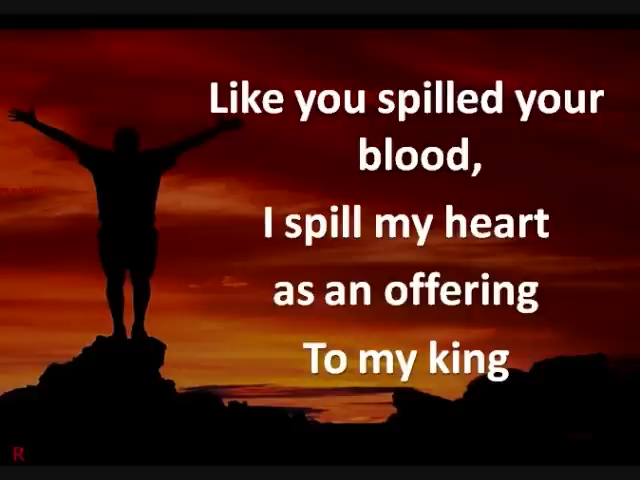 Like you spilled your
blood,
I spill my heart
as an offering
To my king
R